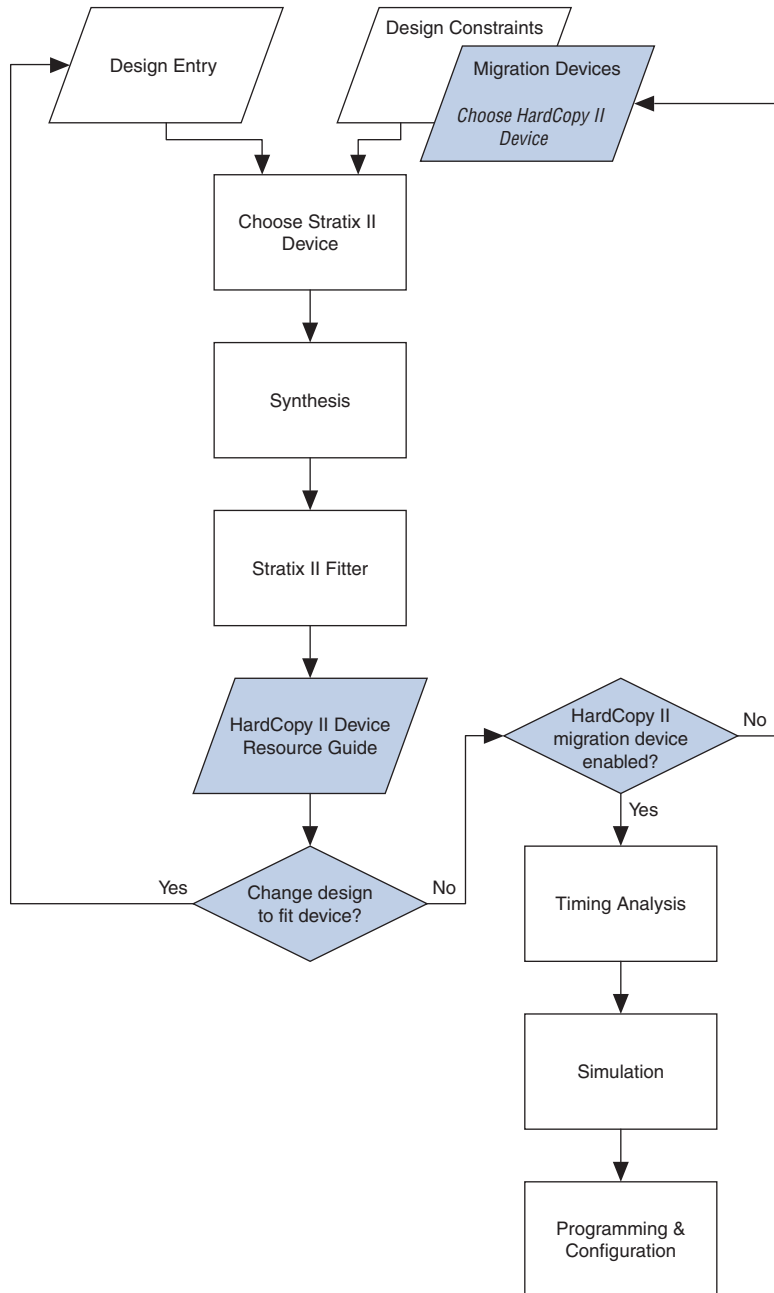 Design Entry
Design Constraints
Migration Devices
Choose HardCopy II
Device
Choose Stratix II
Device
Synthesis
Stratix II Fitter
HardCopy II Device
Resource Guide
Change design
to fit device?
Yes
No
HardCopy II
migration device
enabled?
No
Yes
Timing Analysis
Simulation
Programming &
Configuration